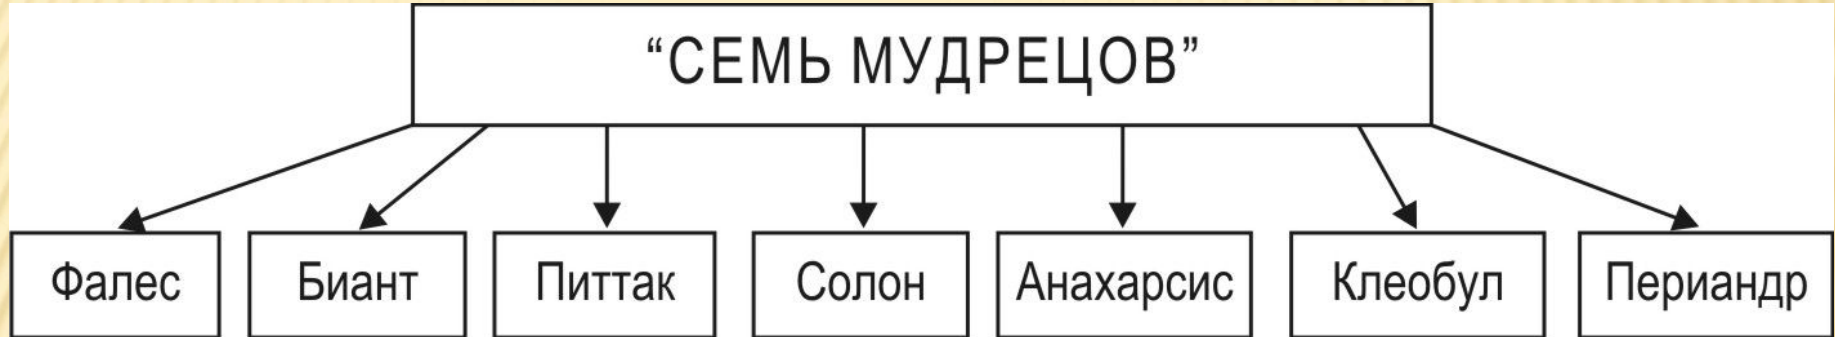 “СЕМЬ МУДРЕЦОВ”
Фалес Биант Питтак Солон Анахарсис Клеобул Периандр